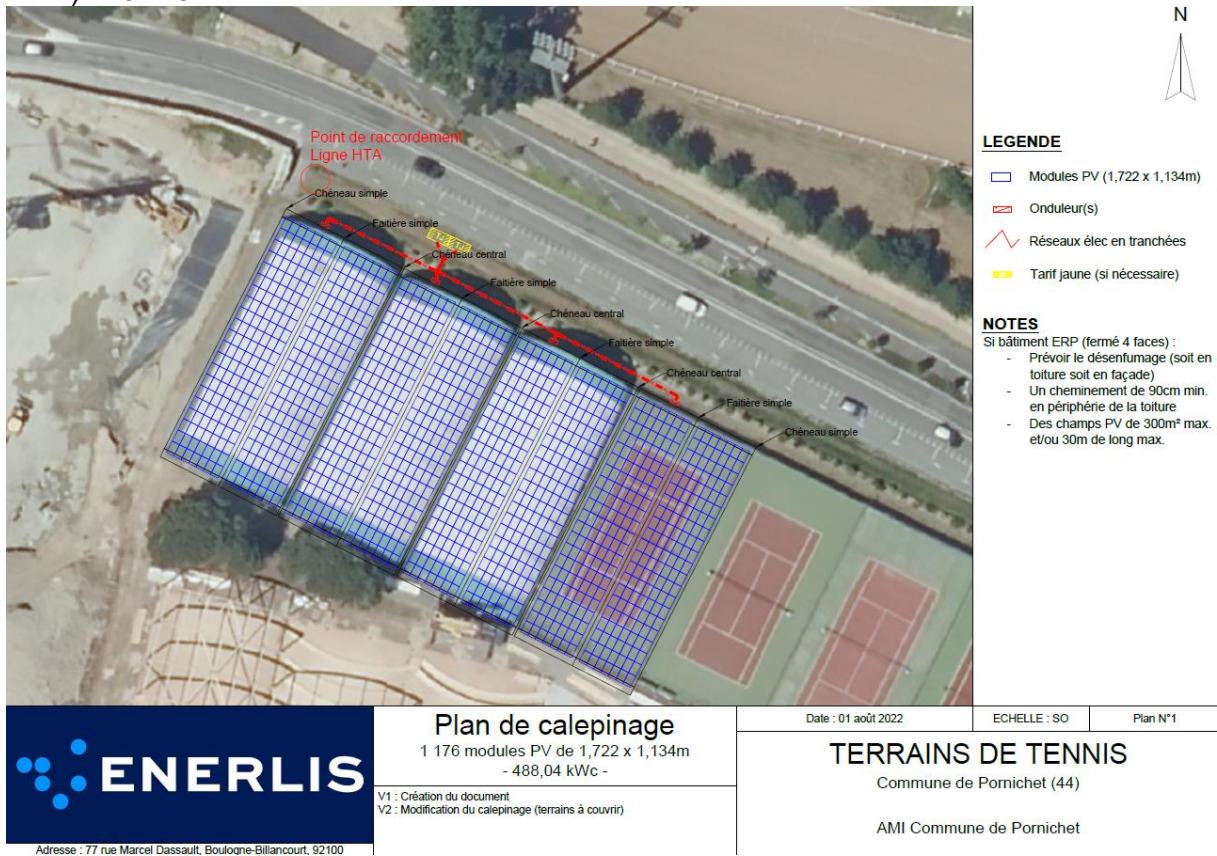 N
Point de raccordement
Ligne HTA
Chéneau simple
Faitière simple
Chéneau central
Faitière simple
Chéneau central
Faitière simple
Chéneau central
Faitière simple
Chéneau simple
LEGENDE
Modules PV (1,722 x 1,134m)
Onduleur(s)
Réseaux élec en tranchées
Tarif jaune (si nécessaire)
NOTES
Si bâtiment ERP (fermé 4 faces) :
- Prévoir le désenfumage (soit en
toiture soit en façade)
- Un cheminement de 90cm min.
en périphérie de la toiture
- Des champs PV de 300m² max.
et/ou 30m de long max.
ENERLIS
Adresse : 77 rue Marcel Dassault, Boulogne-Billancourt, 92100
Plan de calepinage
1 176 modules PV de 1,722 x 1,134m
- 488,04 kWc -
V1 : Création du document
V2 : Modification du calepinage (terrains à couvrir)
Date : 01 août 2022
ECHELLE : SO
Plan N°1
TERRAINS DE TENNIS
Commune de Pornichet (44)
AMI Commune de Pornichet